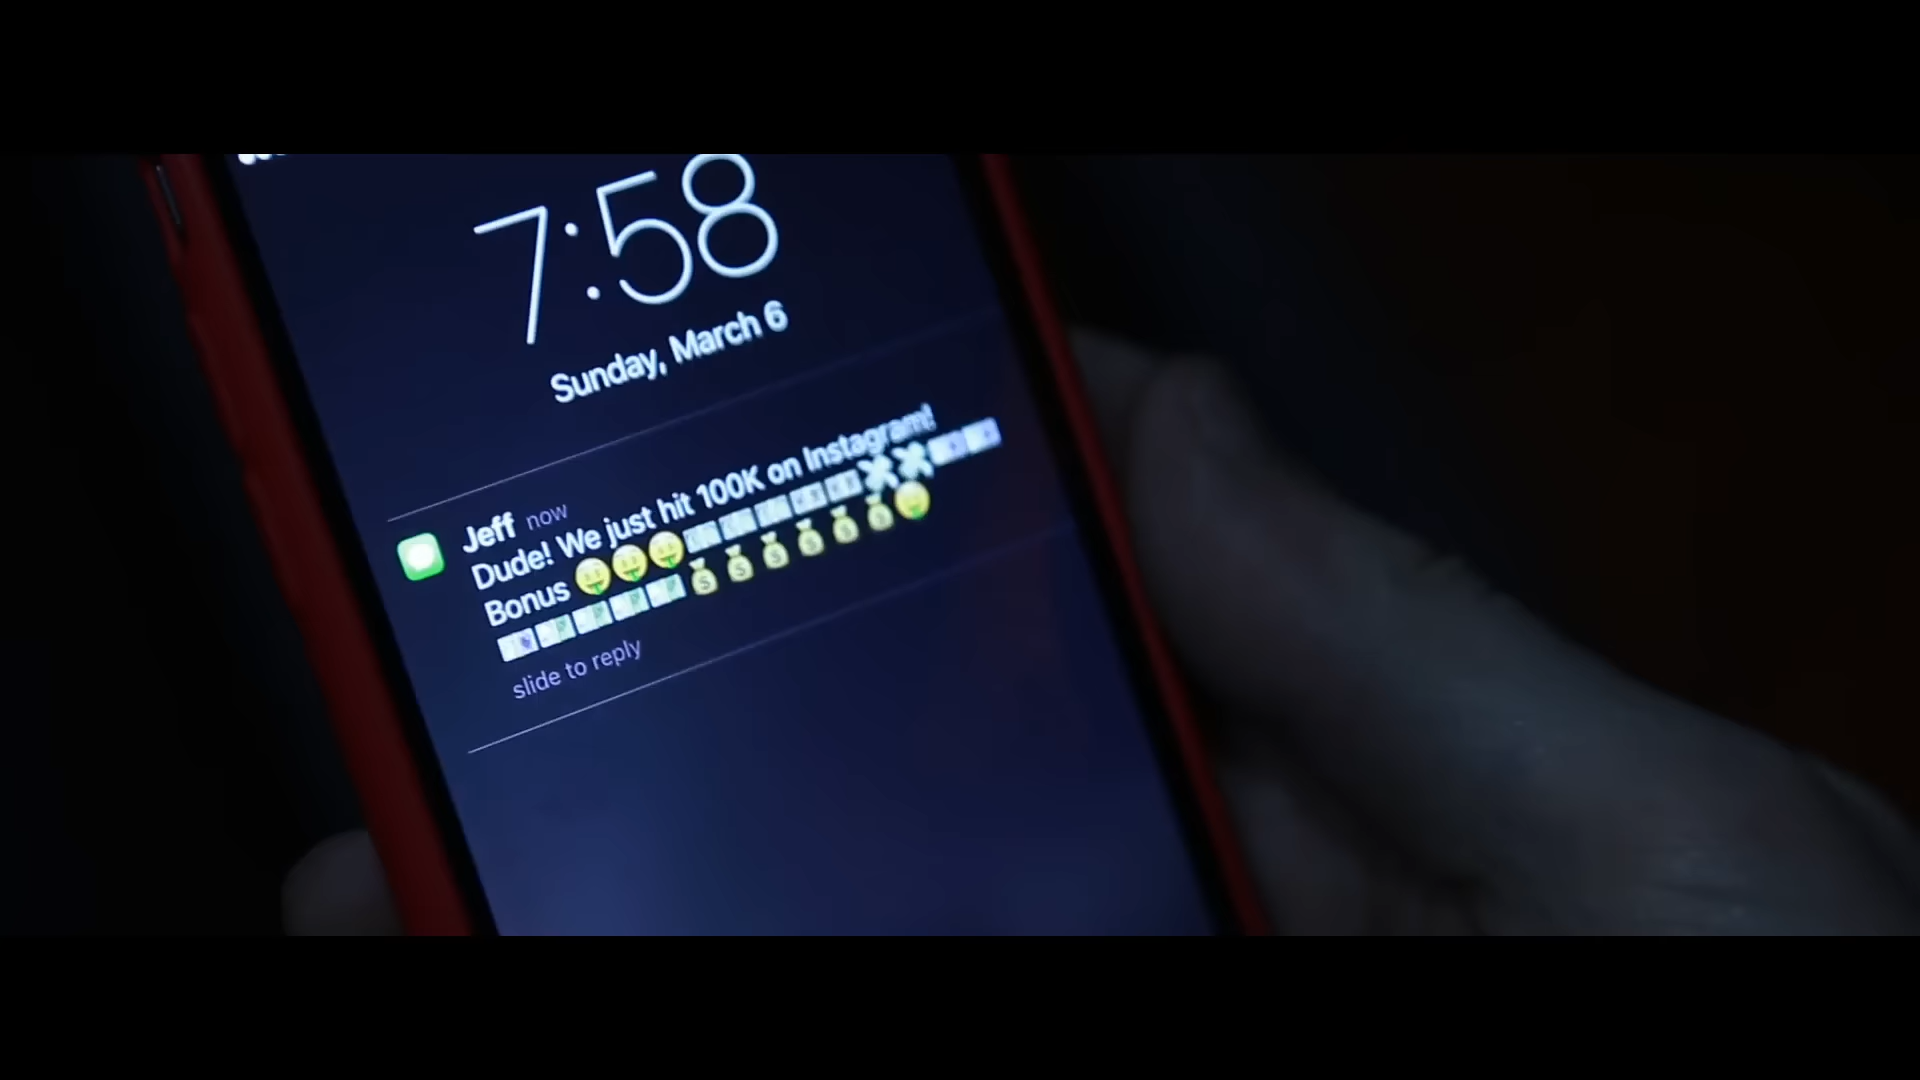 7:58
Sunday, March 6
Jeff now
Dude! We just hit 100K on Instagram!
Bonus
slide to reply